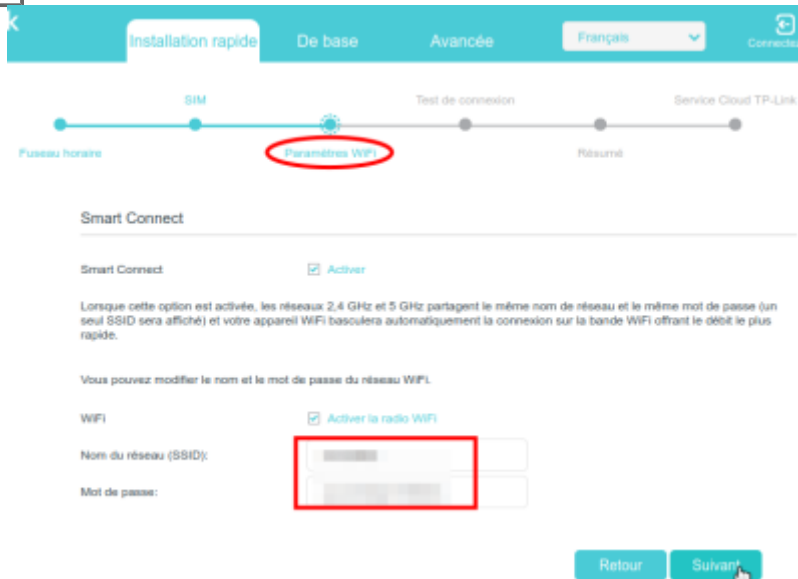 k
Installation rapide De base Avancée Français
SIM Test de connexion Service Cloud TP-Link
Fuseau horaire Paramètres WiFi Résumé
Smart Connect
Smart Connect Activer
Lorsque cette option est activée, les réseaux 2,4 GHz et 5 GHz partagent le même nom de réseau et le même mot de passe (un
seul SSID sera affiché) et votre appareil WiFi basculera automatiquement la connexion sur la bande WiFi offrant le débit le plus
rapide.
Vous pouvez modifier le nom et le mot de passe du réseau WiFi.
WiFi Activer la radio WiFi
Nom du réseau (SSID):
Mot de passe:
Retour Suivant